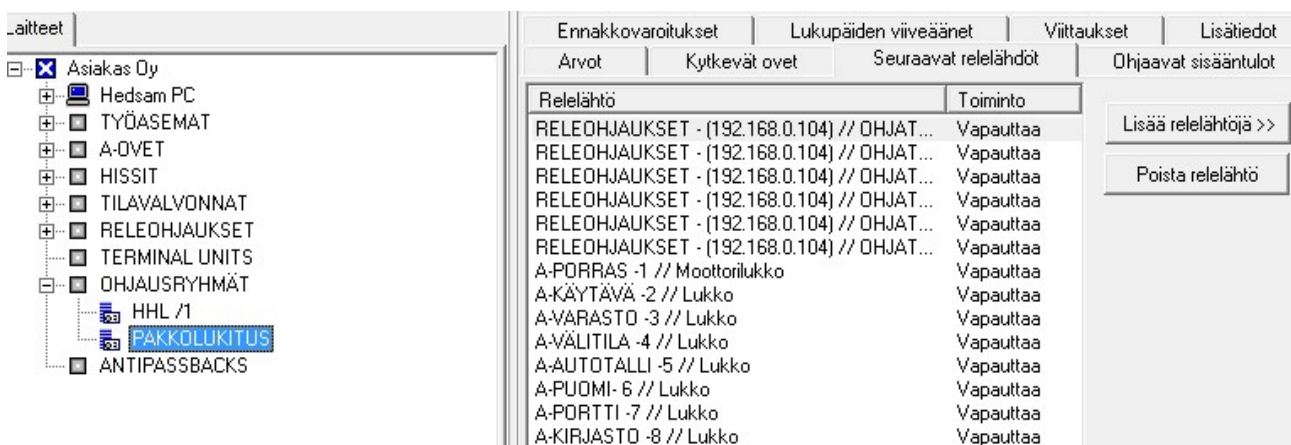 Laitteet
Asiakas Oy
Hedsam PC
TYÖASEMAT
A-OVET
HISSIT
TILAVALVONNAT
RELEOHJAUKSET
TERMINAL UNITS
OHJAUSRYHMÄT
HHL /1
PAKKOLUKITUS
ANTIPASSBACKS
Ennakkovaroitukset Lukupäiden viiveäänet Viittaukset Lisätiedot
Arvot Kytkevät ovet Seuraavat relelähdöt Ohjaavat sisääntulot
Relelähtö Toiminto
RELEOHJAUKSET - (192.168.0.104) // OHJAT... Vapauttaa
RELEOHJAUKSET - (192.168.0.104) // OHJAT... Vapauttaa
RELEOHJAUKSET - (192.168.0.104) // OHJAT... Vapauttaa
RELEOHJAUKSET - (192.168.0.104) // OHJAT... Vapauttaa
RELEOHJAUKSET - (192.168.0.104) // OHJAT... Vapauttaa
RELEOHJAUKSET - (192.168.0.104) // OHJAT... Vapauttaa
A-PORRAS -1 // Moottorilukko Vapauttaa
A-KÄYTÄVÄ -2 // Lukko Vapauttaa
A-VARASTO -3 // Lukko Vapauttaa
A-VÄLITILA -4 // Lukko Vapauttaa
A-AUTOTALLI -5 // Lukko Vapauttaa
A-PUOMI- 6 // Lukko Vapauttaa
A-PORTTI -7 // Lukko Vapauttaa
A-KIRJASTO -8 // Lukko Vapauttaa
Lisää relelähtöjä >>
Poista relelähtö